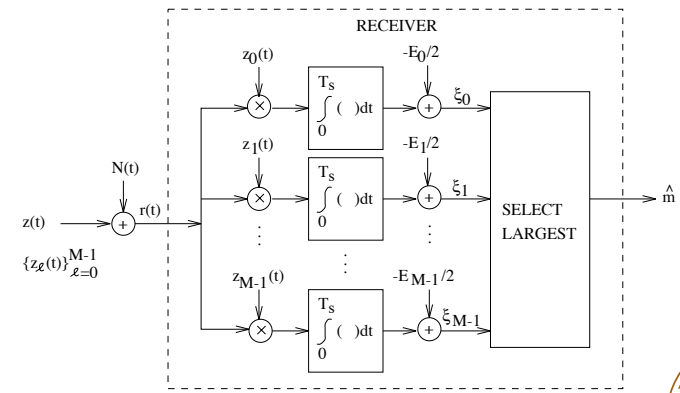 RECEIVER
z_0(t)
-E_0/2
T_s
∫ ( )dt
0
×
+
ξ_0
z_1(t)
-E_1/2
T_s
∫ ( )dt
0
×
+
ξ_1
N(t)
r(t)
z(t)
+
{z_ℓ(t)}_{ℓ=0}^{M-1}
SELECT
LARGEST
m̂
z_{M-1}(t)
-E_{M-1}/2
T_s
∫ ( )dt
0
×
+
ξ_{M-1}